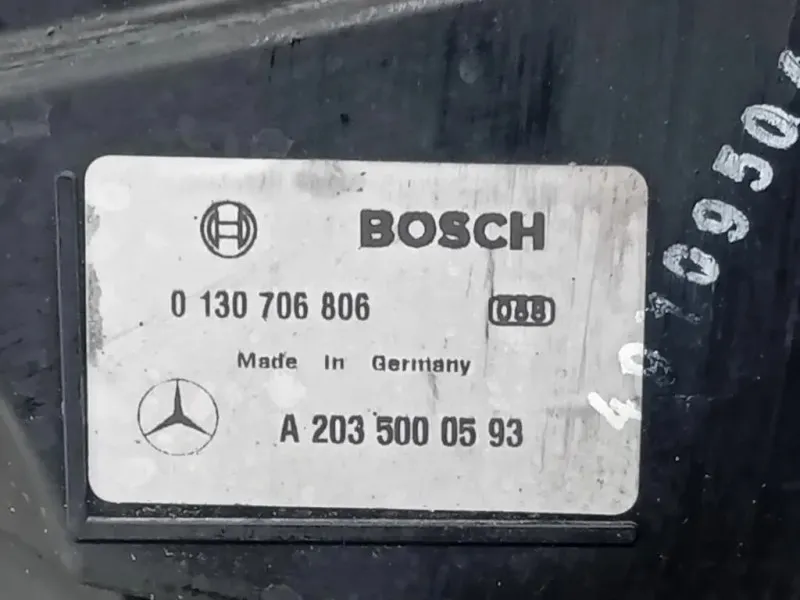 BOSCH
0 130 706 806
088
Made In Germany
A 203 500 05 93